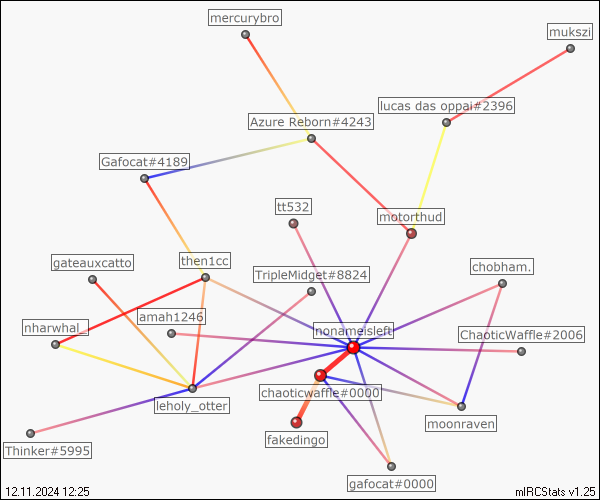 mercurybro
mukszi
lucas das oppai#2396
Azure Reborn#4243
Gafocat#4189
tt532
motorthud
gateauxcatto
then1cc
TripleMidget#8824
chobham.
amah1246
nharwhal_
nonameisleft
ChaoticWaffle#2006
chaoticwaffle#0000
leholy_otter
moonraven
fakedingo
Thinker#5995
gafocat#0000
12.11.2024 12:25
mIRCStats v1.25